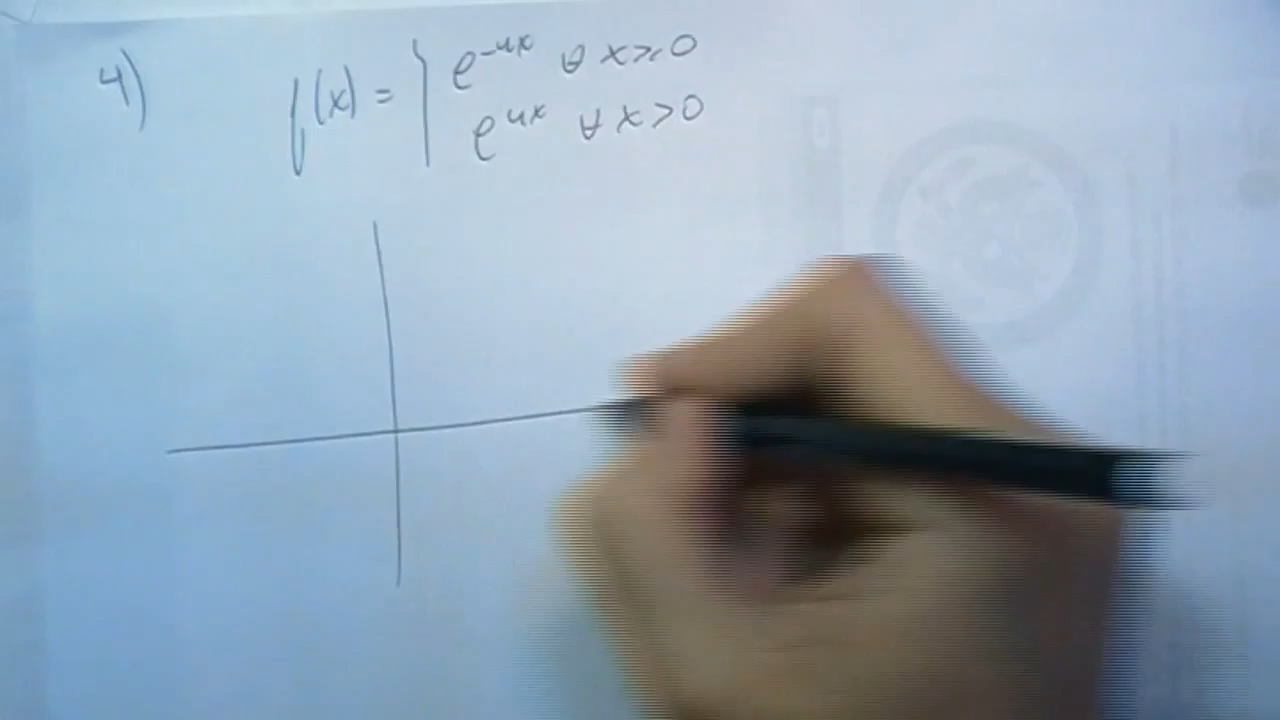 4) f(x) = { e^{-4x} ∀ x ≥ 0
e^{4x} ∀ x > 0